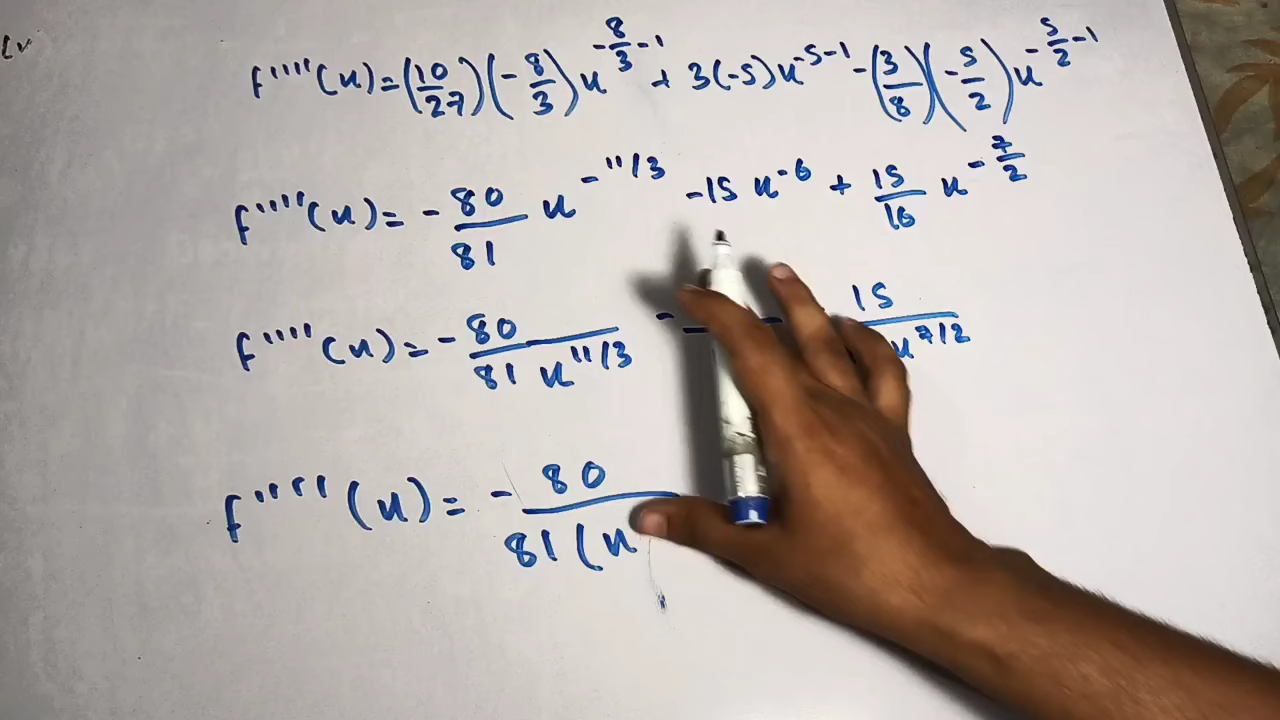 f''''(x) = (10/27)(-8/3)x^(-8/3-1) + 3(-5)x^(-5-1) - (3/8)(-5/2)x^(-5/2-1)
f''''(x) = -80/81 x^(-11/3) -15 x^(-6) + 15/16 x^(-7/2)
f''''(x) = -80/(81 x^(11/3)) - 15/(x^(7/2))
f''''(x) = -80/(81(x